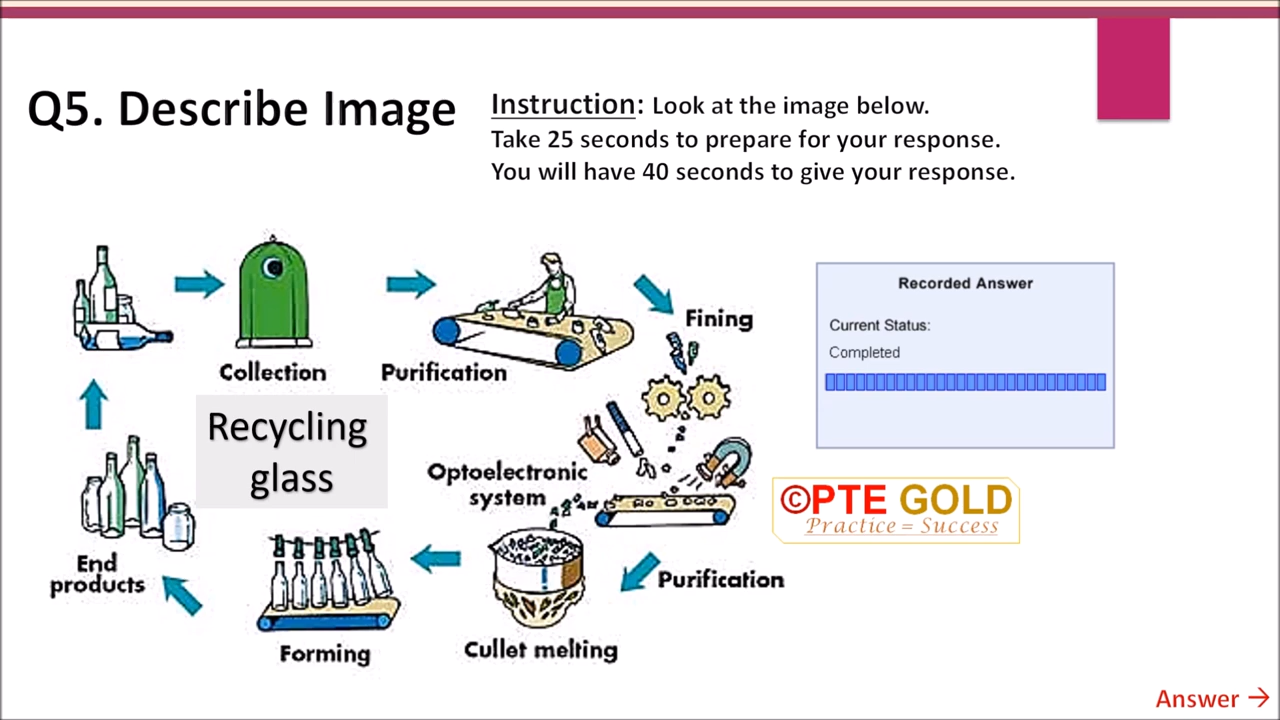 Q5. Describe Image
Instruction: Look at the image below.
Take 25 seconds to prepare for your response.
You will have 40 seconds to give your response.
Collection
Purification
Fining
Recycling
glass
Optoelectronic
system
Purification
Cullet melting
Forming
End
products
Recorded Answer
Current Status:
Completed
©PTE GOLD
Practice = Success
Answer →